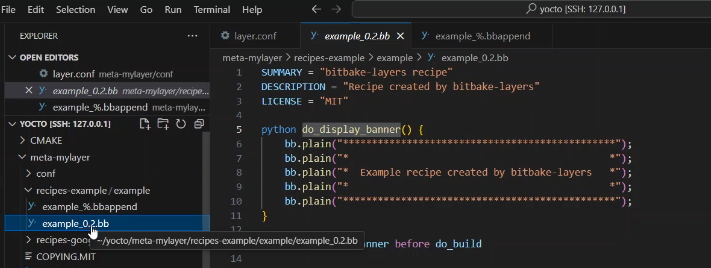 File Edit Selection View Go Run Terminal Help
yocto [SSH: 127.0.0.1]
EXPLORER
OPEN EDITORS
layer.conf meta-mylayer/conf
example_0.2.bb meta-mylayer/recipe...
example_%.bbappend meta-mylay...
YOCTO [SSH: 127.0.0.1]
CMAKE
meta-mylayer
conf
recipes-example / example
example_%.bbappend
example_0.2.bb
~/yocto/meta-mylayer/recipes-example/example/example_0.2.bb
COPYING.MIT
layer.conf
example_0.2.bb
example_%.bbappend
meta-mylayer > recipes-example > example > example_0.2.bb
1 SUMMARY = "bitbake-layers recipe"
2 DESCRIPTION = "Recipe created by bitbake-layers"
3 LICENSE = "MIT"
4
5 python do_display_banner() {
6 bb.plain("***********************************************");
7 bb.plain("* *");
8 bb.plain("* Example recipe created by bitbake-layers *");
9 bb.plain("* *");
10 bb.plain("***********************************************");
11 }
12
before do_build
14